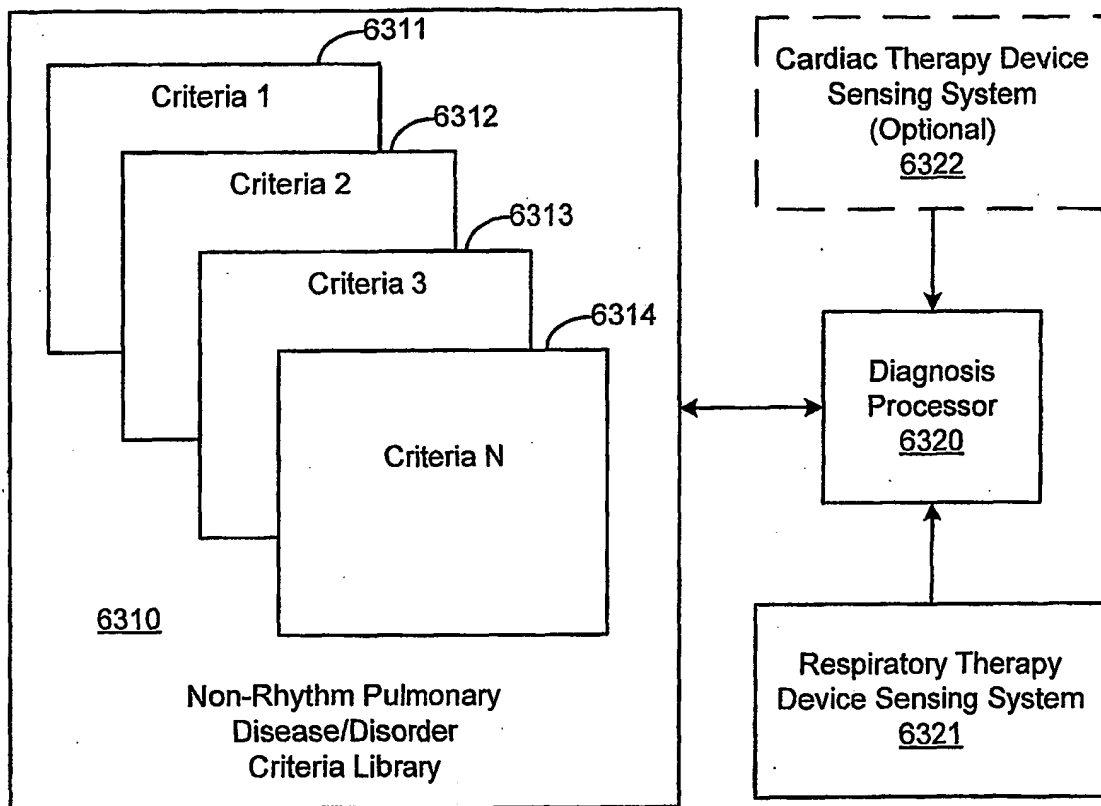 6311
Criteria 1
6312
Criteria 2
6313
Criteria 3
6314
Criteria N
6310
Non-Rhythm Pulmonary
Disease/Disorder
Criteria Library
Cardiac Therapy Device
Sensing System
(Optional)
6322
Diagnosis
Processor
6320
Respiratory Therapy
Device Sensing System
6321